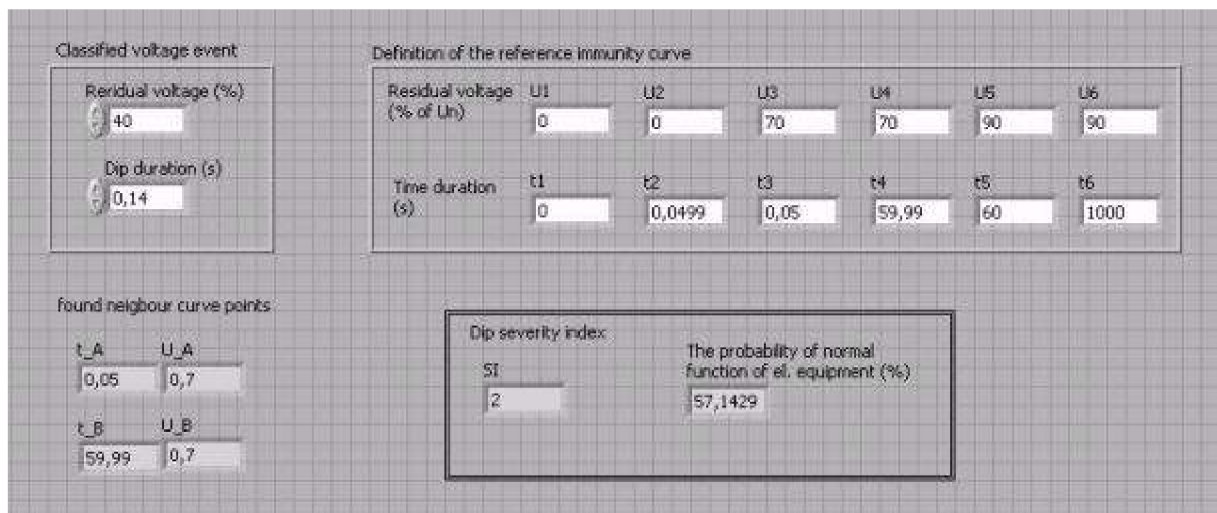 Classified voltage event
Reridual voltage (%)
40
Dip duration (s)
0,14
Definition of the reference immunity curve
Residual voltage (% of Un)
U1 U2 U3 U4 U5 U6
0 0 70 70 90 90
Time duration (s)
t1 t2 t3 t4 t5 t6
0 0,0499 0,05 59,99 60 1000
found neigbour curve points
t_A U_A
0,05 0,7
t_B U_B
59,99 0,7
Dip severity index
SI
2
The probability of normal
function of el. equipment (%)
57,1429